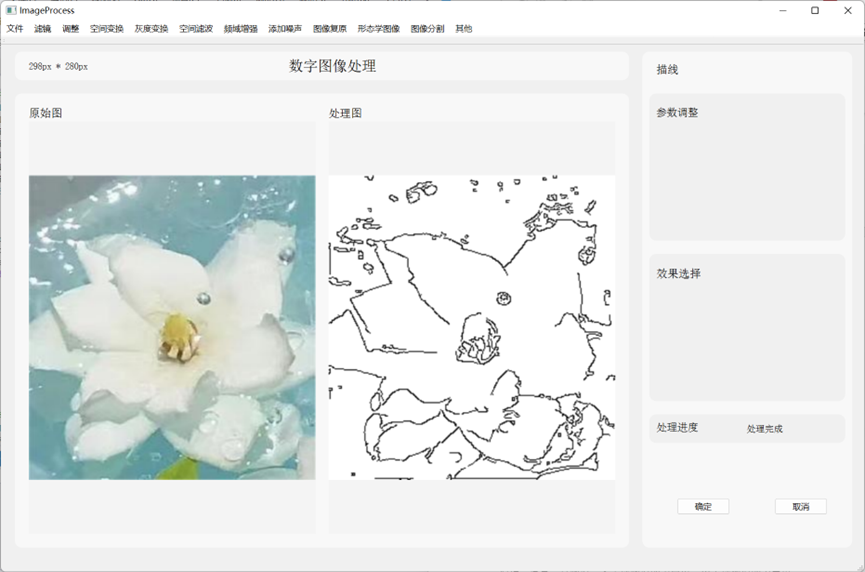 ImageProcess
文件 滤镜 调整 空间变换 灰度变换 空间滤波 频域增强 添加噪声 图像复原 形态学图像 图像分割 其他
298px * 280px
数字图像处理
描线
原始图
处理图
参数调整
效果选择
处理进度 处理完成
确定 取消